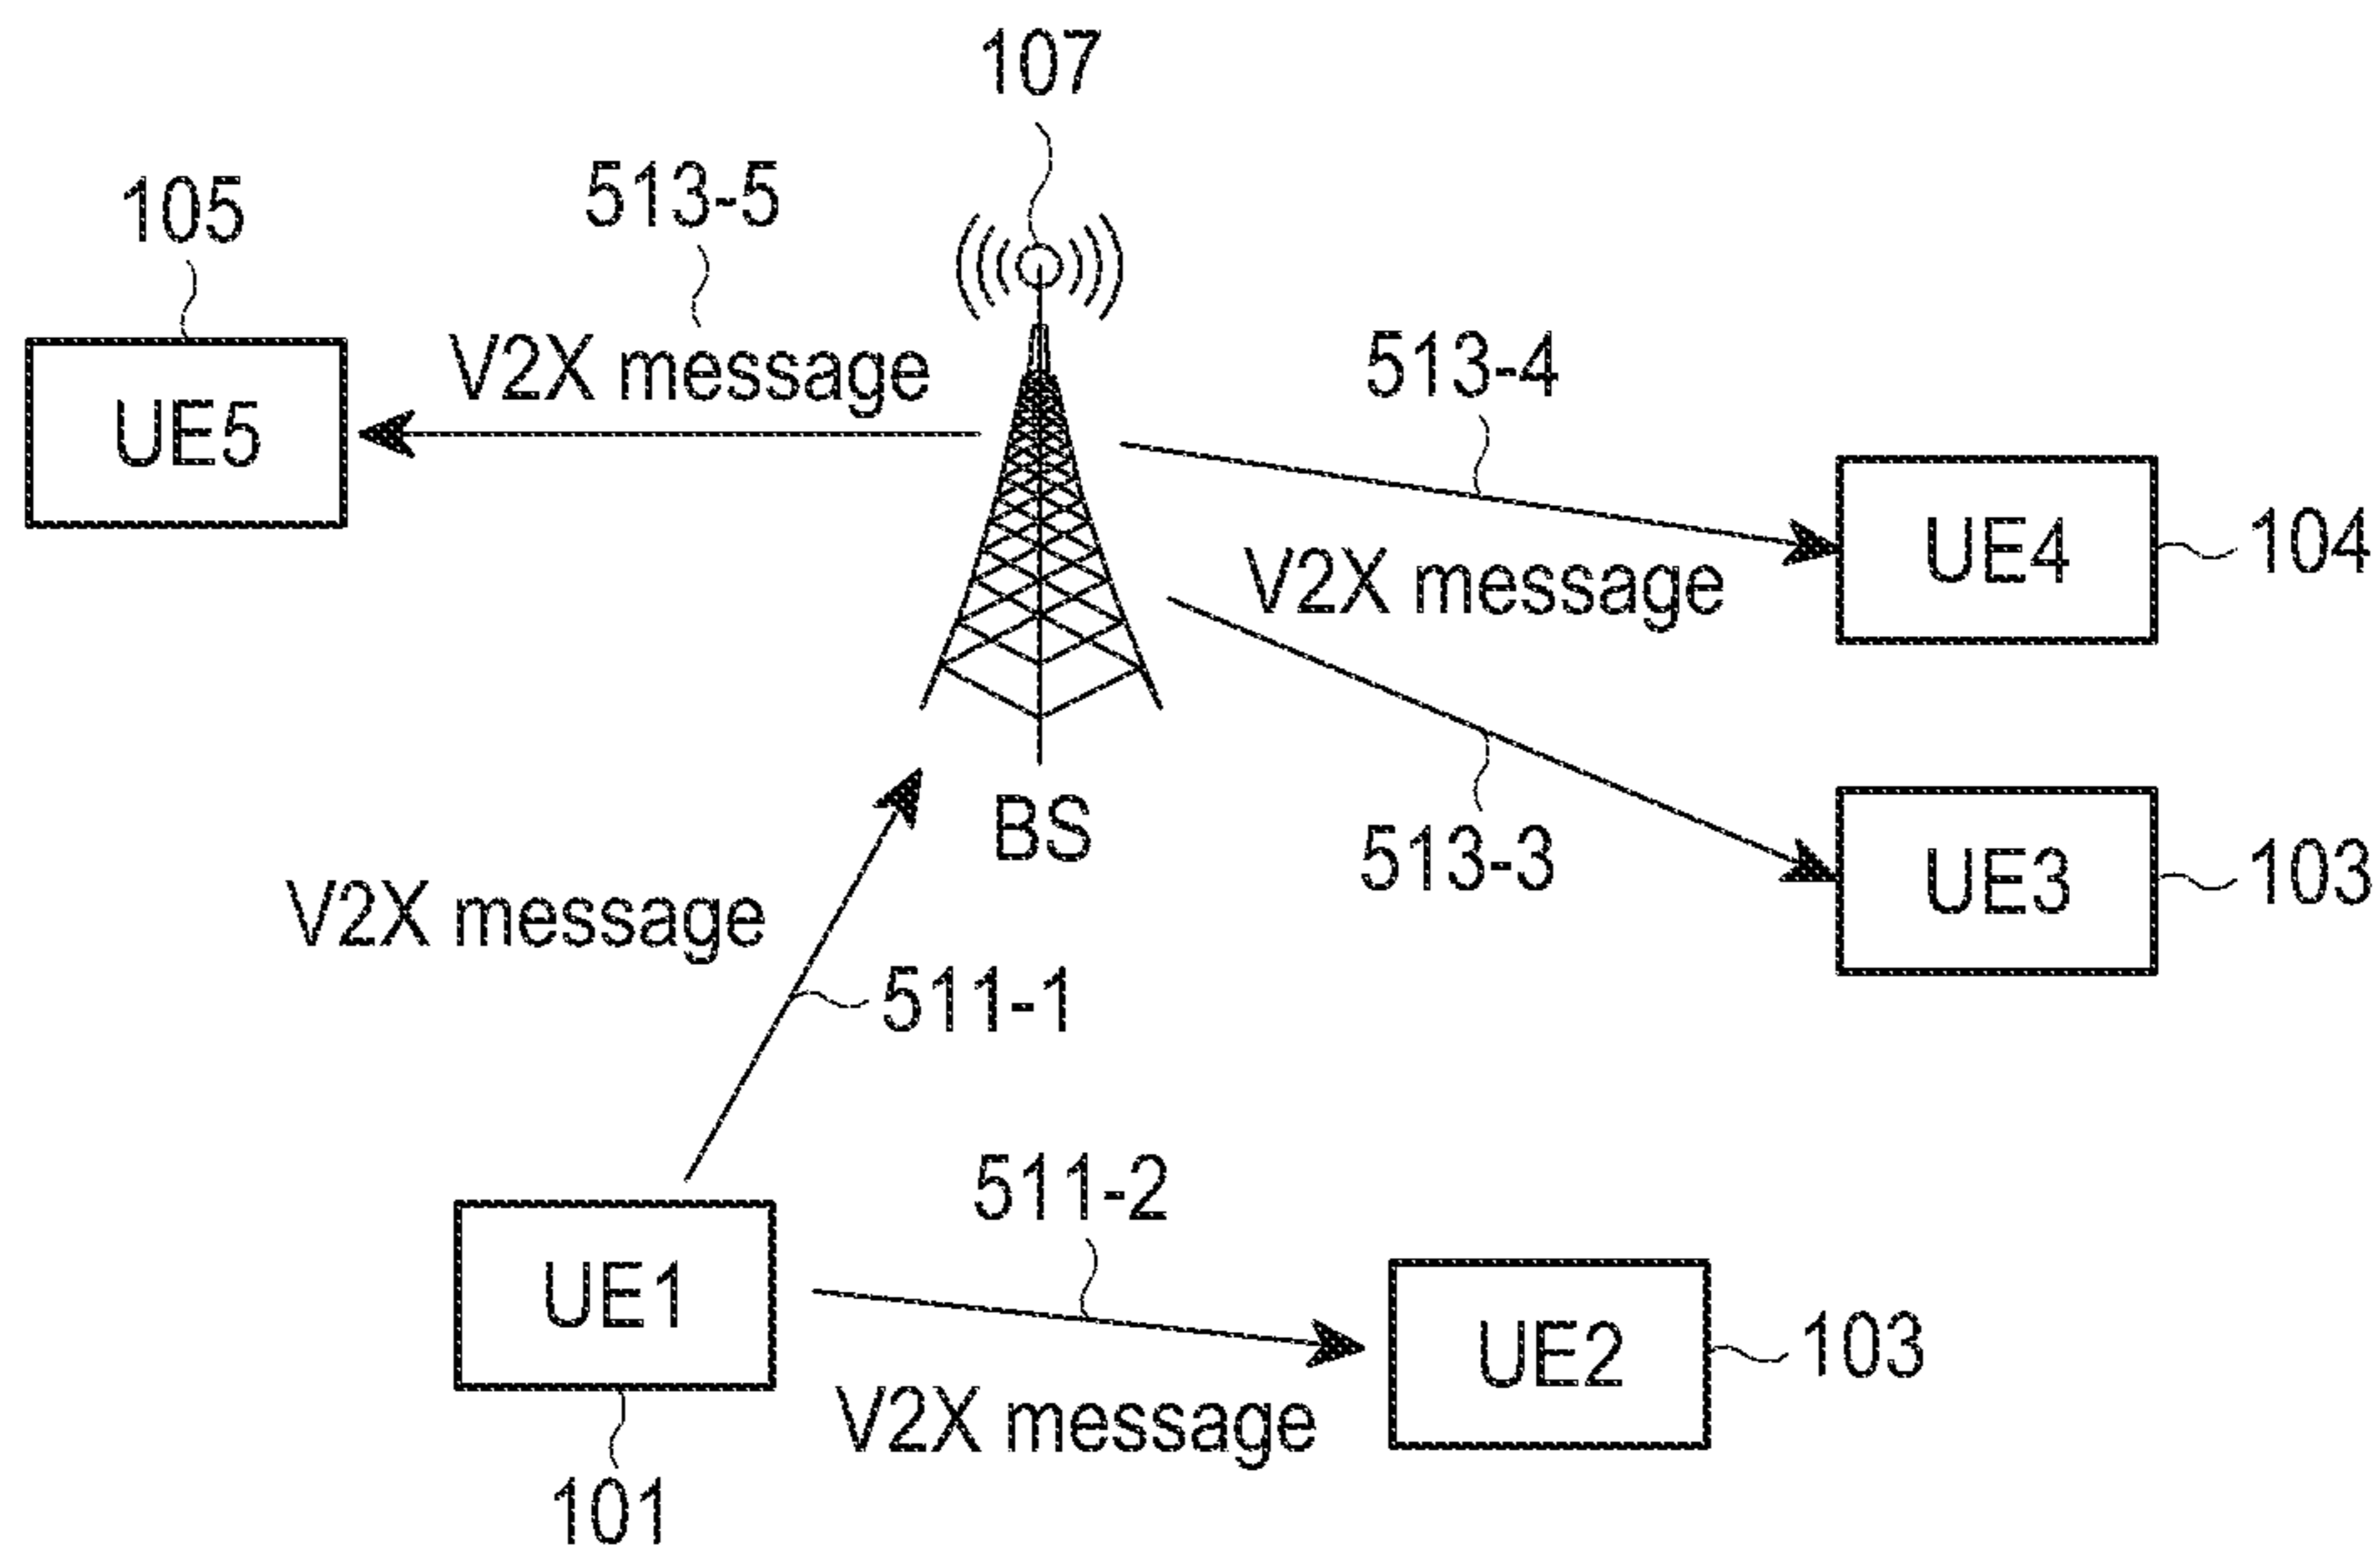 107
513-5
105
V2X message
513-4
UE5
UE4
104
V2X message
BS
513-3
UE3
103
V2X message
511-1
511-2
UE1
UE2
103
V2X message
101